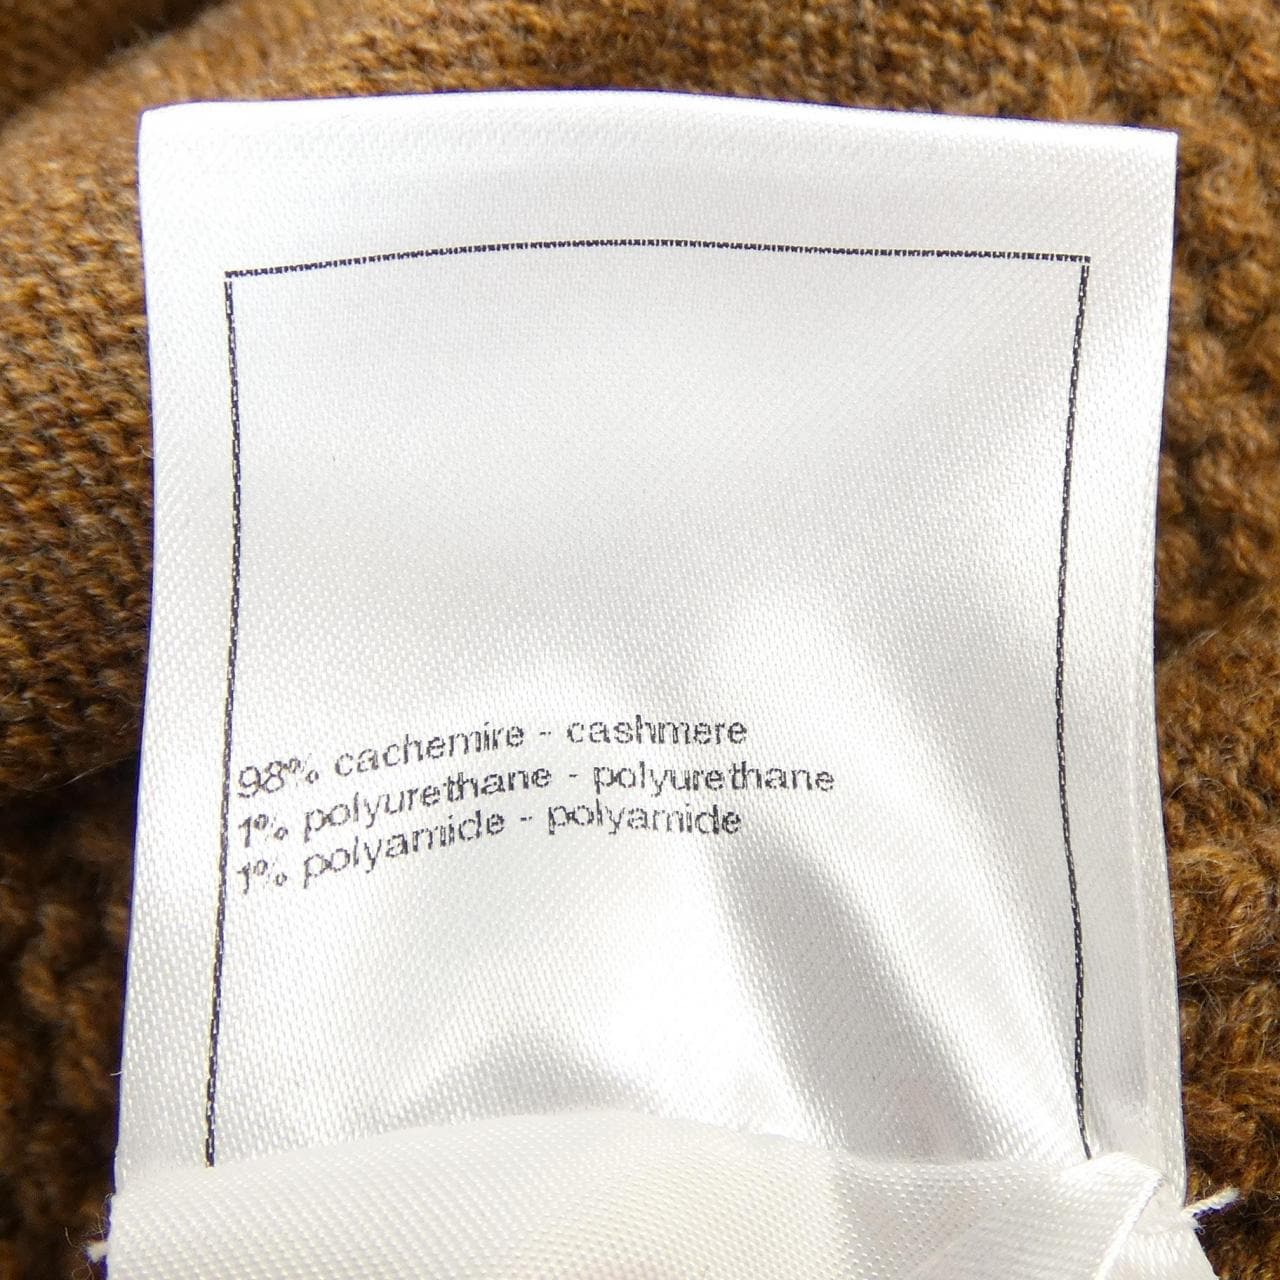 98% cachemire - cashmere
1% polyurethane - polyurethane
1% polyamide - polyamide